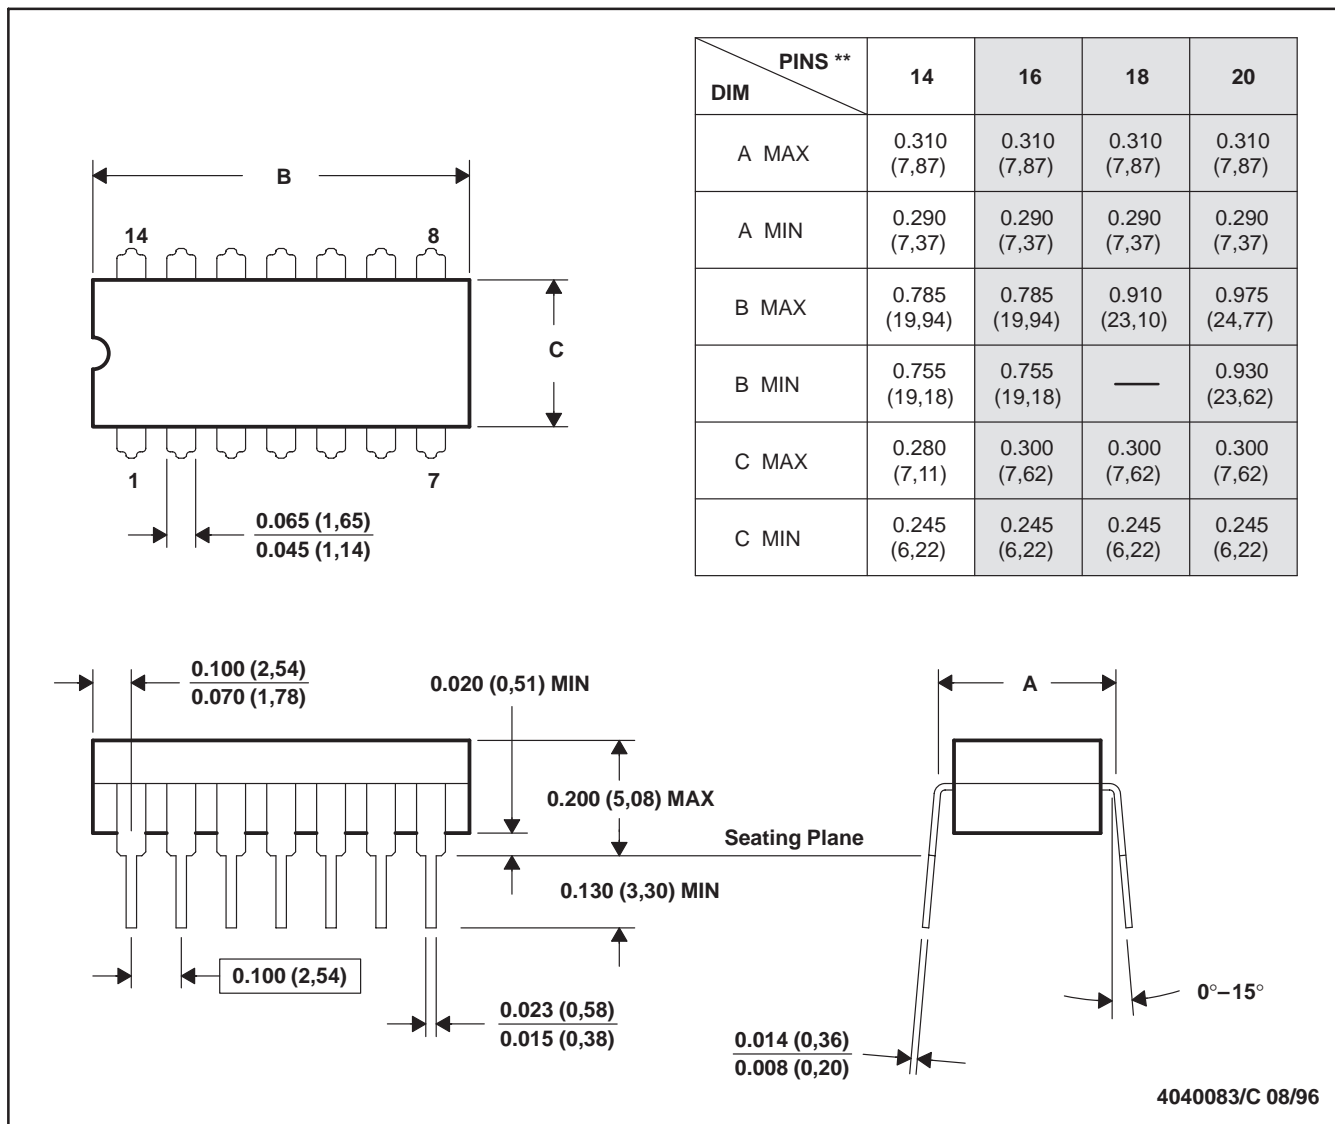 PINS **
DIM
14 16 18 20
A MAX
0.310 0.310 0.310 0.310
(7,87) (7,87) (7,87) (7,87)
A MIN
0.290 0.290 0.290 0.290
(7,37) (7,37) (7,37) (7,37)
B MAX
0.785 0.785 0.910 0.975
(19,94) (19,94) (23,10) (24,77)
B MIN
0.755 0.755 — 0.930
(19,18) (19,18) (23,62)
C MAX
0.280 0.300 0.300 0.300
(7,11) (7,62) (7,62) (7,62)
C MIN
0.245 0.245 0.245 0.245
(6,22) (6,22) (6,22) (6,22)
B
14
8
C
1
7
0.065 (1,65)
0.045 (1,14)
0.100 (2,54)
0.070 (1,78)
0.020 (0,51) MIN
0.200 (5,08) MAX
Seating Plane
0.130 (3,30) MIN
0.100 (2,54)
0.023 (0,58)
0.015 (0,38)
A
0°–15°
0.014 (0,36)
0.008 (0,20)
4040083/C 08/96